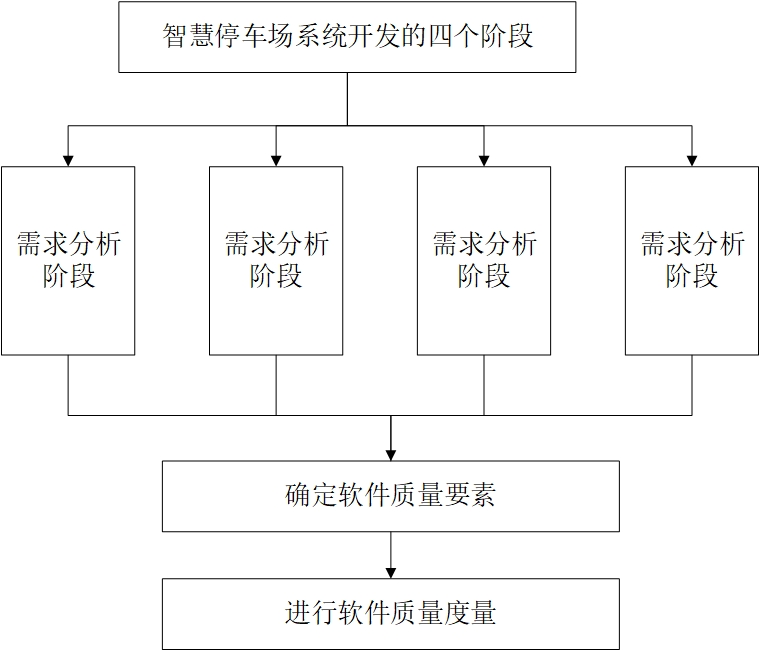 智慧停车场系统开发的四个阶段
需求分析
阶段
需求分析
阶段
需求分析
阶段
需求分析
阶段
确定软件质量要素
进行软件质量度量